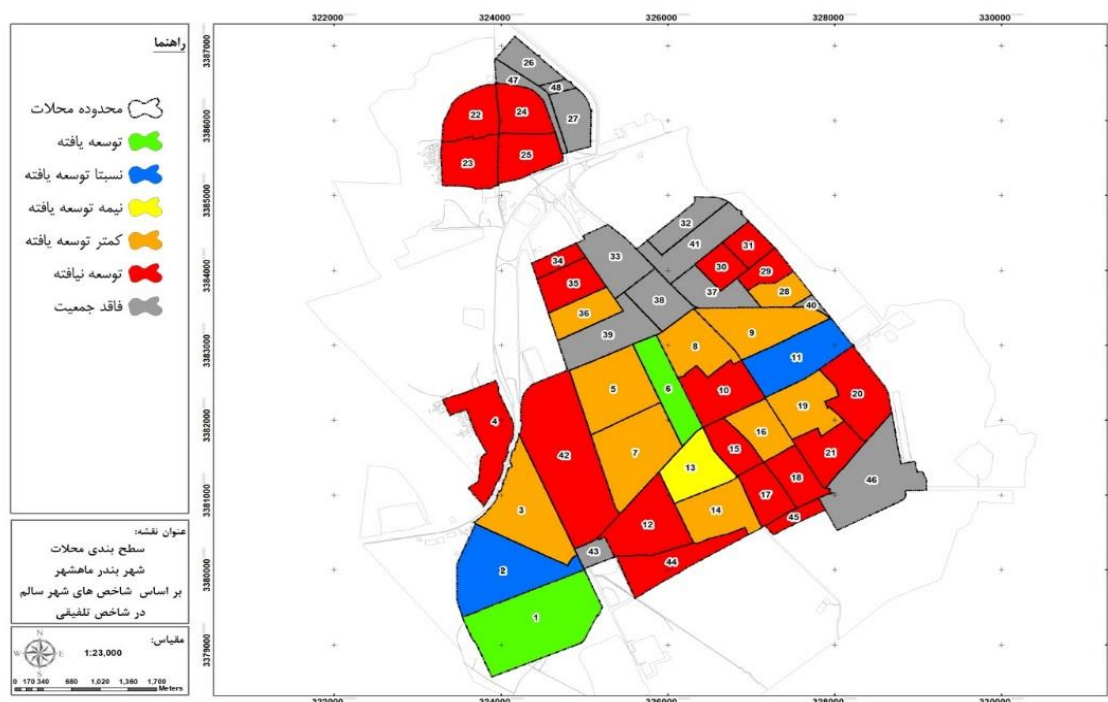 322000 324000 326000 328000 330000
راهنما
محدوده محلات
توسعه یافته
نسبتا توسعه یافته
نیمه توسعه یافته
کمتر توسعه یافته
توسعه نیافته
فاقد جمعیت
عنوان نقشه:
سطح بندی محلات
شهر بندر ماهشهر
بر اساس شاخص های شهر سالم
در شاخص تلفیقی
مقیاس:
N
W E
S
1:23,000
0 170 340 680 1,020 1,360 1,700
Meters
3387000
3386000
3385000
3384000
3383000
3382000
3381000
3380000
3379000
26
47 48
22 24 27
23 25
32
33 41 31
34 30 29
35 38 37 28
36 40
39 8 9
11
5 6 10
4 19 20
42 7 16
13 15 21
3 18 46
17
14 45
12
43 44
2
1
322000 324000 326000 328000 330000